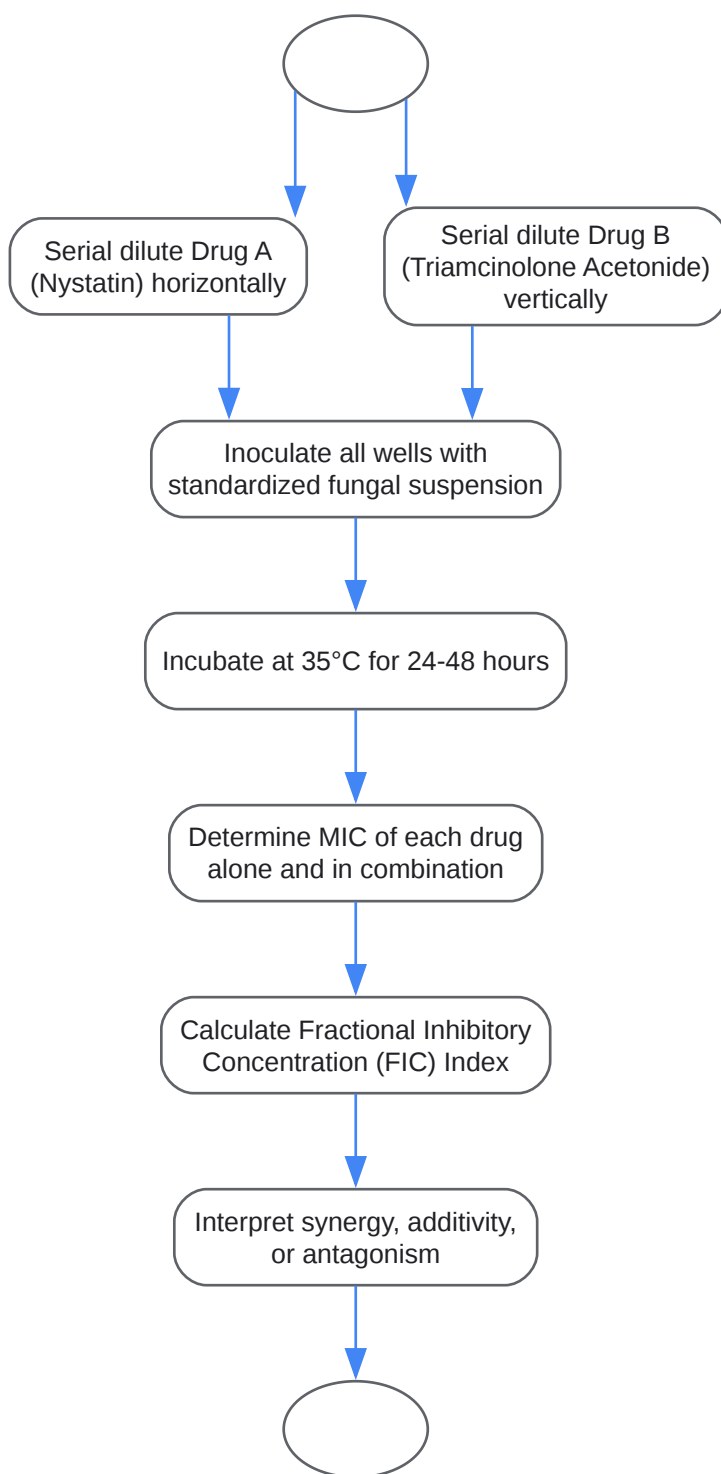 Serial dilute Drug A
(Nystatin) horizontally
Serial dilute Drug B
(Triamcinolone Acetonide)
vertically
Inoculate all wells with
standardized fungal suspension
Incubate at 35°C for 24-48 hours
Determine MIC of each drug
alone and in combination
Calculate Fractional Inhibitory
Concentration (FIC) Index
Interpret synergy, additivity,
or antagonism